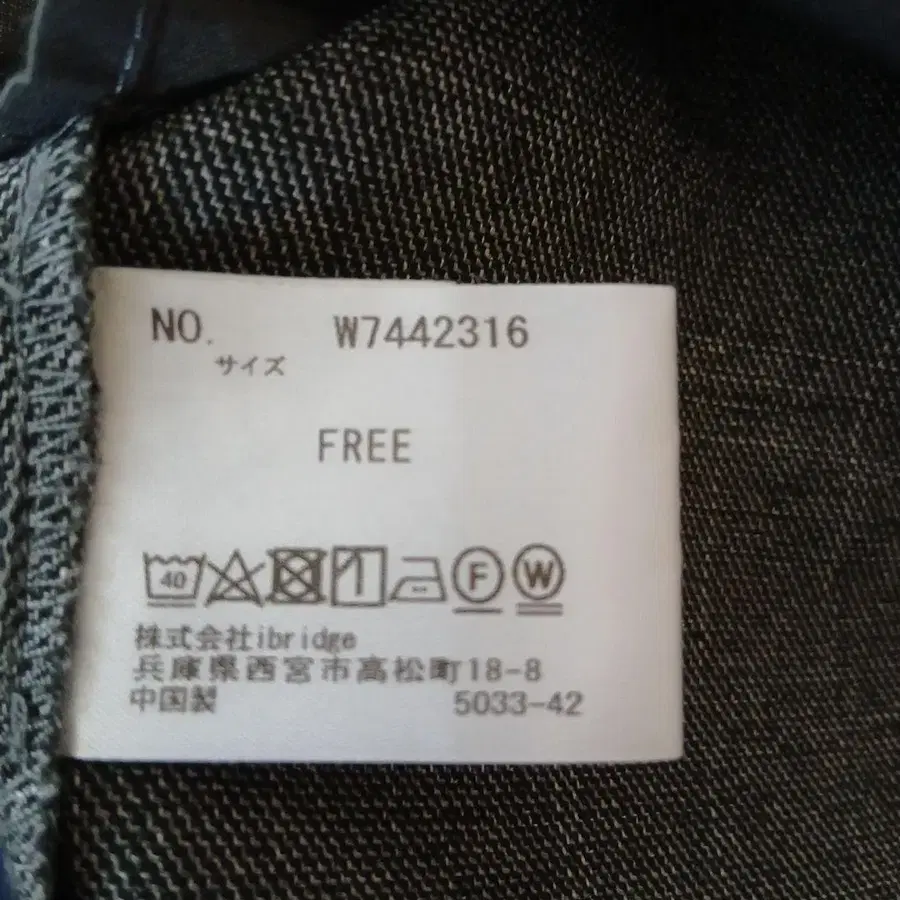 NO. W7442316
サイズ
FREE
40 F W
株式会社ibridge
兵庫県西宮市高松町18-8
中国製 5033-42